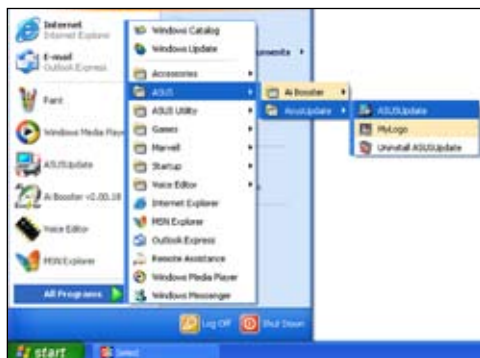 Internet
Internet Explorer
E-mail
Outlook Express
Paint
Windows Media Player
ASUSUpdate
Ai Booster v2.00.18
Voice Editor
MSN Explorer
All Programs
Windows Catalog
Windows Update
Accessories
ASUS
ASUS Utility
Games
Marvell
Startup
Voice Editor
Internet Explorer
MSN Explorer
Outlook Express
Remote Assistance
Windows Media Player
Windows Messenger
cuments
Ai Booster
AsusUpdate
ASUSUpdate
MyLogo
Uninstall ASUSUpdate
Log Off
Shut Down
start